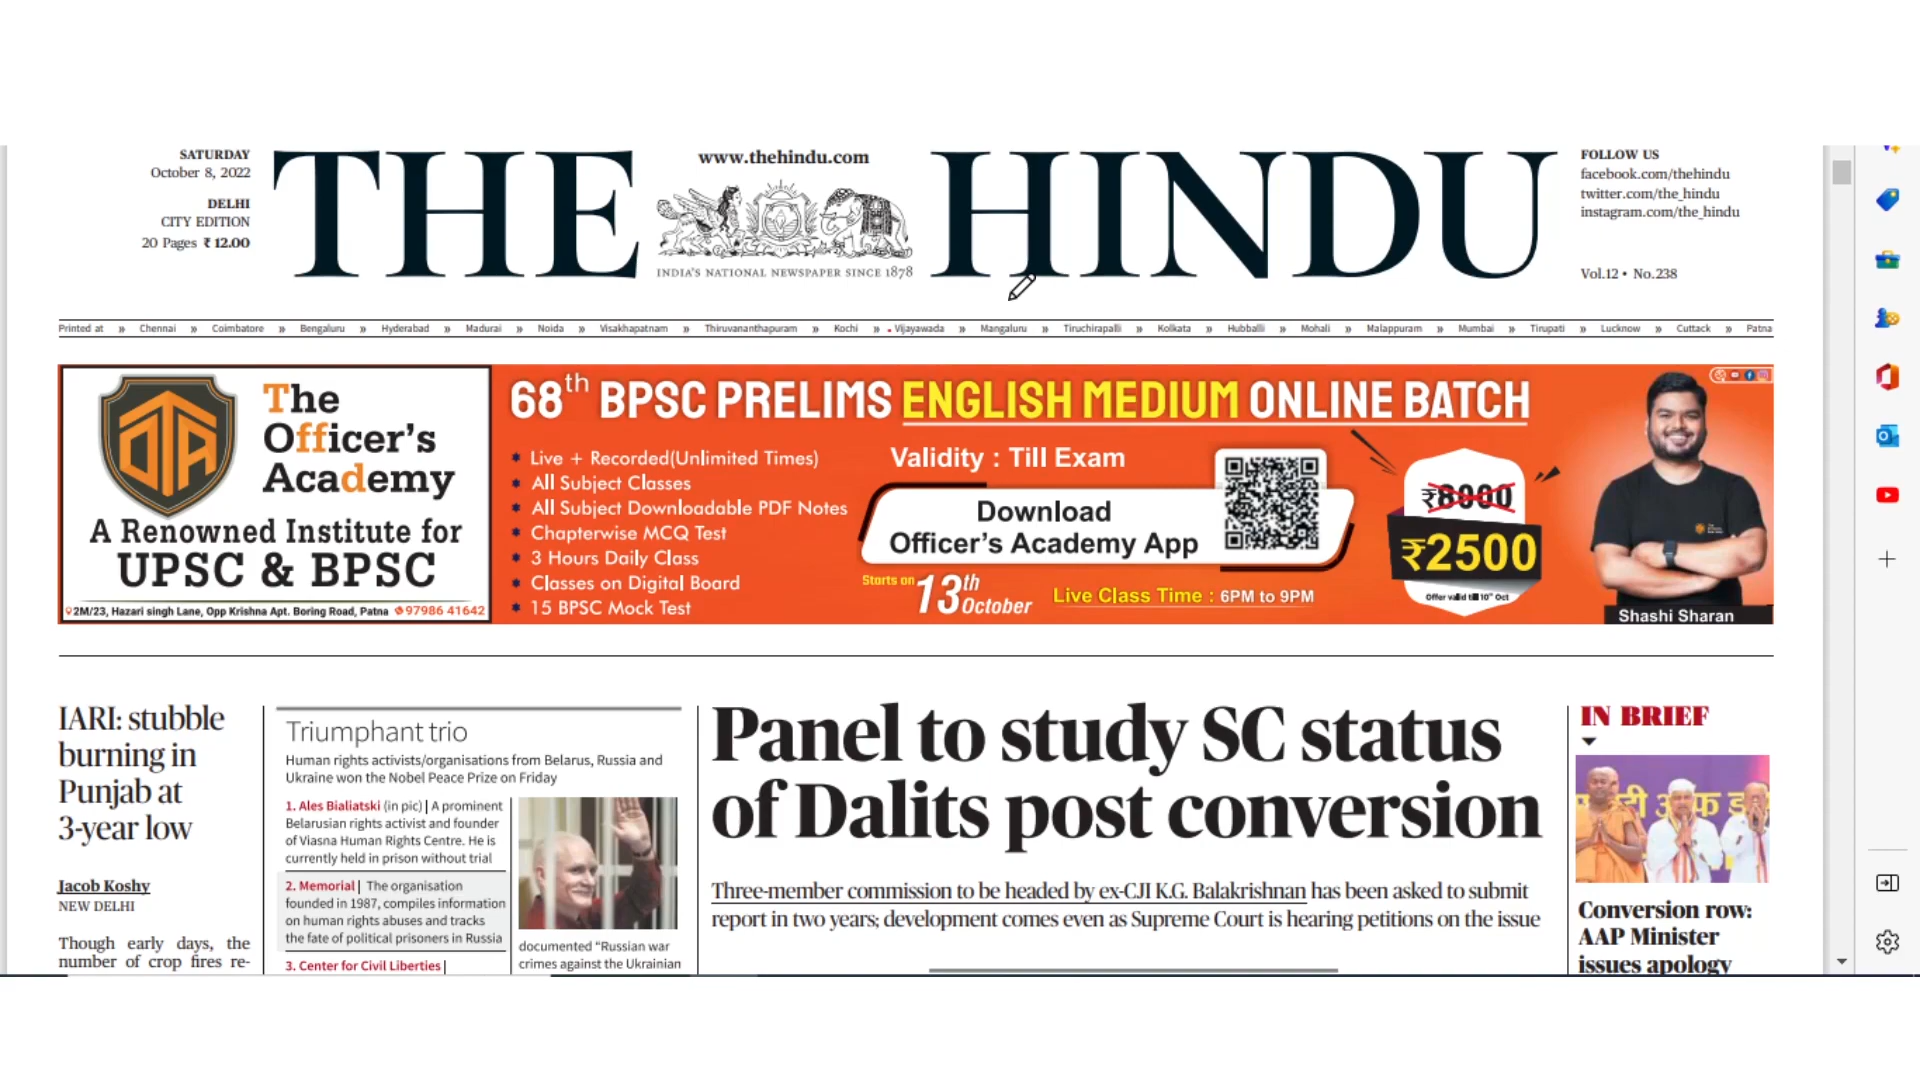 SATURDAY
October 8, 2022
DELHI
CITY EDITION
20 Pages ₹ 12.00
THE HINDU
www.thehindu.com
INDIA'S NATIONAL NEWSPAPER SINCE 1878
FOLLOW US
facebook.com/thehindu
twitter.com/the_hindu
instagram.com/the_hindu
Vol.12 • No.238
Printed at » Chennai » Coimbatore » Bengaluru » Hyderabad » Madurai » Noida » Visakhapatnam » Thiruvananthapuram » Kochi » Vijayawada » Mangaluru » Tiruchirapalli » Kolkata » Hubballi » Mohali » Malappuram » Mumbai » Tirupati » Lucknow » Cuttack » Patna
The
Officer's
Academy
A Renowned Institute for
UPSC & BPSC
2M/23, Hazari singh Lane, Opp Krishna Apt. Boring Road, Patna 97986 41642
68th BPSC PRELIMS ENGLISH MEDIUM ONLINE BATCH
* Live + Recorded(Unlimited Times)
* All Subject Classes
* All Subject Downloadable PDF Notes
* Chapterwise MCQ Test
* 3 Hours Daily Class
* Classes on Digital Board
* 15 BPSC Mock Test
Validity : Till Exam
Download
Officer's Academy App
Starts on 13th October
Live Class Time : 6PM to 9PM
₹8000
₹2500
Offer valid till 10th Oct
Shashi Sharan
IARI: stubble
burning in
Punjab at
3-year low
Jacob Koshy
NEW DELHI
Though early days, the
number of crop fires re-
Triumphant trio
Human rights activists/organisations from Belarus, Russia and
Ukraine won the Nobel Peace Prize on Friday
1. Ales Bialiatski (in pic) | A prominent
Belarusian rights activist and founder
of Viasna Human Rights Centre. He is
currently held in prison without trial
2. Memorial | The organisation
founded in 1987, compiles information
on human rights abuses and tracks
the fate of political prisoners in Russia
3. Center for Civil Liberties |
documented “Russian war
crimes against the Ukrainian
Panel to study SC status
of Dalits post conversion
Three-member commission to be headed by ex-CJI K.G. Balakrishnan has been asked to submit
report in two years; development comes even as Supreme Court is hearing petitions on the issue
IN BRIEF
Conversion row:
AAP Minister
issues apology